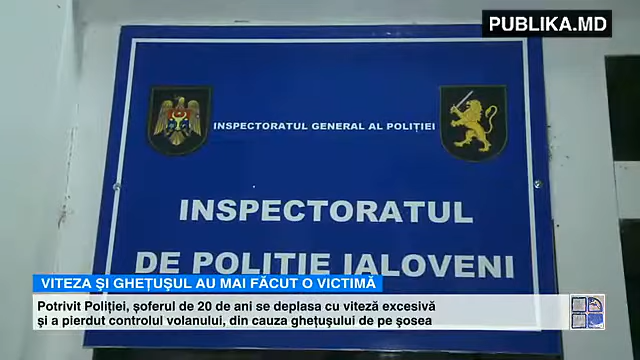 PUBLIKA.MD
INSPECTORATUL GENERAL AL POLIȚIEI
INSPECTORATUL
DE POLIȚIE IALOVENI
VITEZA ȘI GHEȚUȘUL AU MAI FĂCUT O VICTIMĂ
Potrivit Poliției, șoferul de 20 de ani se deplasa cu viteză excesivă
și a pierdut controlul volanului, din cauza ghețușului de pe șosea